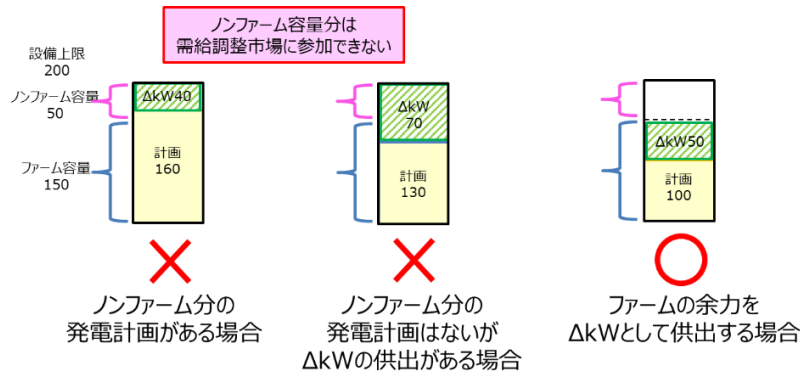 ノンファーム容量分は
需給調整市場に参加できない
設備上限
200
ノンファーム容量
50
ファーム容量
150
ΔkW40
計画
160
ΔkW
70
計画
130
ΔkW50
計画
100
ノンファーム分の
発電計画がある場合
ノンファーム分の
発電計画はないが
ΔkWの供出がある場合
ファームの余力を
ΔkWとして供出する場合